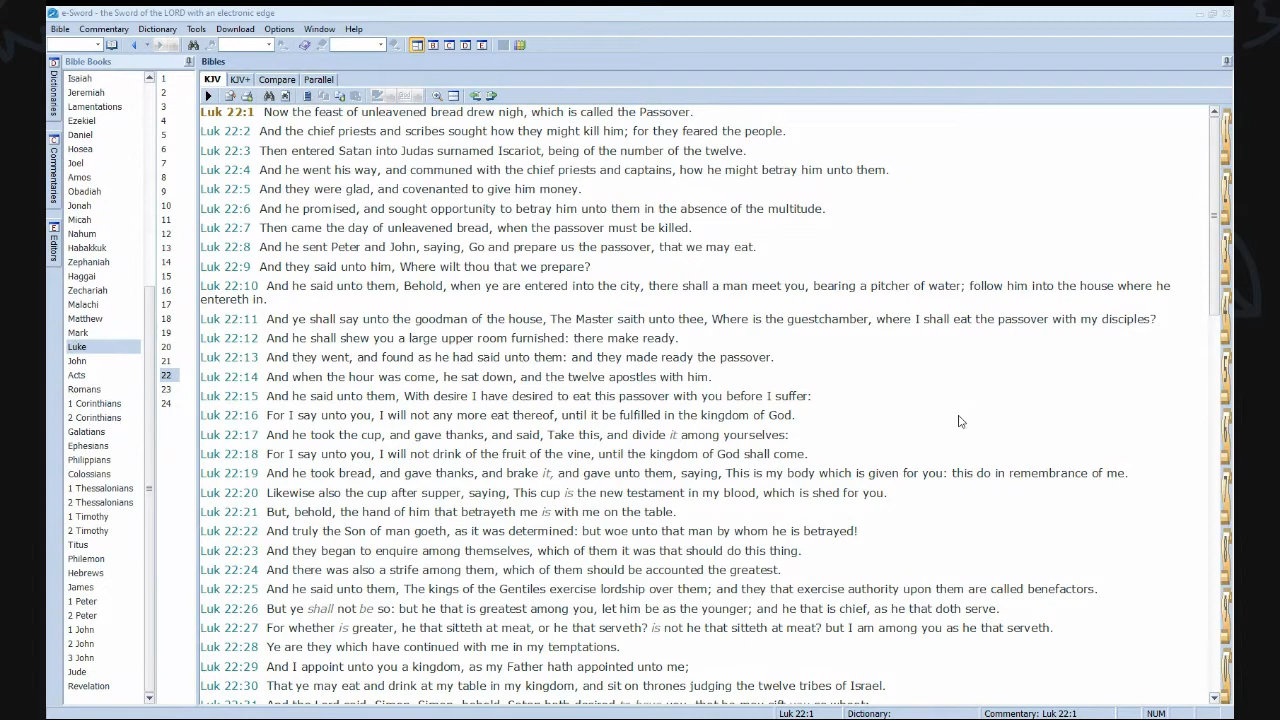 e-Sword - the Sword of the LORD with an electronic edge
Bible Commentary Dictionary Tools Download Options Window Help
B C D E
Bible Books
Bibles
Dictionaries
Commentaries
Editors
KJV KJV+ Compare Parallel
Isaiah
Jeremiah
Lamentations
Ezekiel
Daniel
Hosea
Joel
Amos
Obadiah
Jonah
Micah
Nahum
Habakkuk
Zephaniah
Haggai
Zechariah
Malachi
Matthew
Mark
Luke
John
Acts
Romans
1 Corinthians
2 Corinthians
Galatians
Ephesians
Philippians
Colossians
1 Thessalonians
2 Thessalonians
1 Timothy
2 Timothy
Titus
Philemon
Hebrews
James
1 Peter
2 Peter
1 John
2 John
3 John
Jude
Revelation
1
2
3
4
5
6
7
8
9
10
11
12
13
14
15
16
17
18
19
20
21
22
23
24
Luk 22:1 Now the feast of unleavened bread drew nigh, which is called the Passover.
Luk 22:2 And the chief priests and scribes sought how they might kill him; for they feared the people.
Luk 22:3 Then entered Satan into Judas surnamed Iscariot, being of the number of the twelve.
Luk 22:4 And he went his way, and communed with the chief priests and captains, how he might betray him unto them.
Luk 22:5 And they were glad, and covenanted to give him money.
Luk 22:6 And he promised, and sought opportunity to betray him unto them in the absence of the multitude.
Luk 22:7 Then came the day of unleavened bread, when the passover must be killed.
Luk 22:8 And he sent Peter and John, saying, Go and prepare us the passover, that we may eat.
Luk 22:9 And they said unto him, Where wilt thou that we prepare?
Luk 22:10 And he said unto them, Behold, when ye are entered into the city, there shall a man meet you, bearing a pitcher of water; follow him into the house where he
entereth in.
Luk 22:11 And ye shall say unto the goodman of the house, The Master saith unto thee, Where is the guestchamber, where I shall eat the passover with my disciples?
Luk 22:12 And he shall shew you a large upper room furnished: there make ready.
Luk 22:13 And they went, and found as he had said unto them: and they made ready the passover.
Luk 22:14 And when the hour was come, he sat down, and the twelve apostles with him.
Luk 22:15 And he said unto them, With desire I have desired to eat this passover with you before I suffer:
Luk 22:16 For I say unto you, I will not any more eat thereof, until it be fulfilled in the kingdom of God.
Luk 22:17 And he took the cup, and gave thanks, and said, Take this, and divide it among yourselves:
Luk 22:18 For I say unto you, I will not drink of the fruit of the vine, until the kingdom of God shall come.
Luk 22:19 And he took bread, and gave thanks, and brake it, and gave unto them, saying, This is my body which is given for you: this do in remembrance of me.
Luk 22:20 Likewise also the cup after supper, saying, This cup is the new testament in my blood, which is shed for you.
Luk 22:21 But, behold, the hand of him that betrayeth me is with me on the table.
Luk 22:22 And truly the Son of man goeth, as it was determined: but woe unto that man by whom he is betrayed!
Luk 22:23 And they began to enquire among themselves, which of them it was that should do this thing.
Luk 22:24 And there was also a strife among them, which of them should be accounted the greatest.
Luk 22:25 And he said unto them, The kings of the Gentiles exercise lordship over them; and they that exercise authority upon them are called benefactors.
Luk 22:26 But ye shall not be so: but he that is greatest among you, let him be as the younger; and he that is chief, as he that doth serve.
Luk 22:27 For whether is greater, he that sitteth at meat, or he that serveth? is not he that sitteth at meat? but I am among you as he that serveth.
Luk 22:28 Ye are they which have continued with me in my temptations.
Luk 22:29 And I appoint unto you a kingdom, as my Father hath appointed unto me;
Luk 22:30 That ye may eat and drink at my table in my kingdom, and sit on thrones judging the twelve tribes of Israel.
Luk 22:1 Dictionary: Commentary: Luk 22:1 NUM